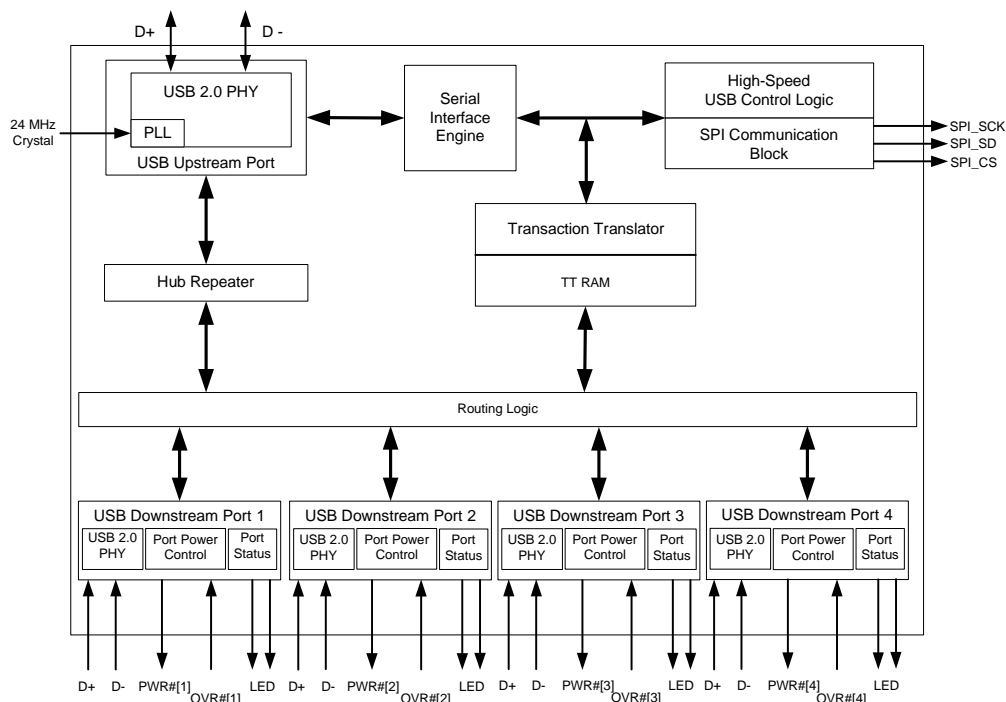 D+
D -
USB 2.0 PHY
PLL
USB Upstream Port
24 MHz
Crystal
Serial
Interface
Engine
High-Speed
USB Control Logic
SPI Communication
Block
SPI_SCK
SPI_SD
SPI_CS
Transaction Translator
TT RAM
Hub Repeater
Routing Logic
USB Downstream Port 1
USB 2.0
PHY
Port Power
Control
Port
Status
USB Downstream Port 2
USB 2.0
PHY
Port Power
Control
Port
Status
USB Downstream Port 3
USB 2.0
PHY
Port Power
Control
Port
Status
USB Downstream Port 4
USB 2.0
PHY
Port Power
Control
Port
Status
D+
D-
PWR#[1]
OVR#[1]
LED
D+
D-
PWR#[2]
OVR#[2]
LED
D+
D-
PWR#[3]
OVR#[3]
LED
D+
D-
PWR#[4]
OVR#[4]
LED